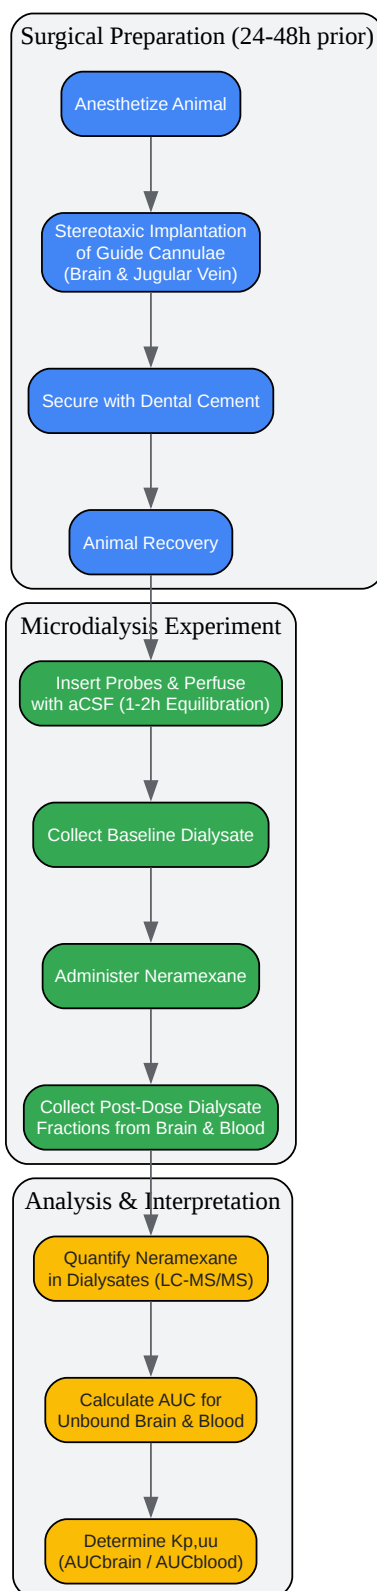 Surgical Preparation (24-48h prior)
Anesthetize Animal
Stereotaxic Implantation
of Guide Cannulae
(Brain & Jugular Vein)
Secure with Dental Cement
Animal Recovery
Microdialysis Experiment
Insert Probes & Perfuse
with aCSF (1-2h Equilibration)
Collect Baseline Dialysate
Administer Neramexane
Collect Post-Dose Dialysate
Fractions from Brain & Blood
Analysis & Interpretation
Quantify Neramexane
in Dialysates (LC-MS/MS)
Calculate AUC for
Unbound Brain & Blood
Determine Kp,uu
(AUCbrain / AUCblood)